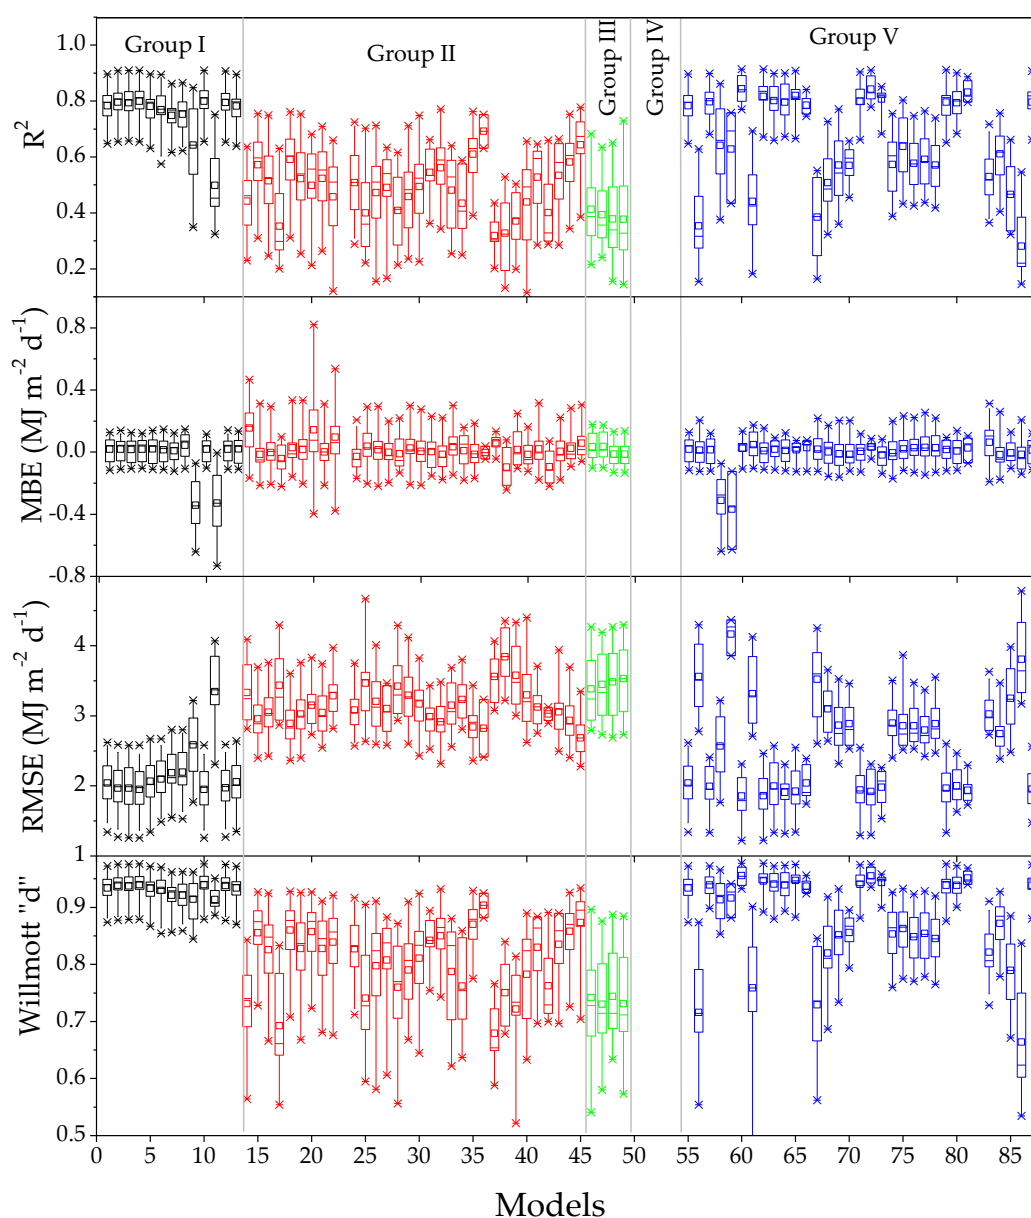 Group I
Group II
Group III
Group IV
Group V
R²
1.0
0.8
0.6
0.4
0.2
MBE (MJ m⁻² d⁻¹)
0.8
0.4
0.0
-0.4
-0.8
RMSE (MJ m⁻² d⁻¹)
4
3
2
1
Willmott "d"
1
0.9
0.8
0.7
0.6
0.5
0 5 10 15 20 25 30 35 40 45 50 55 60 65 70 75 80 85
Models